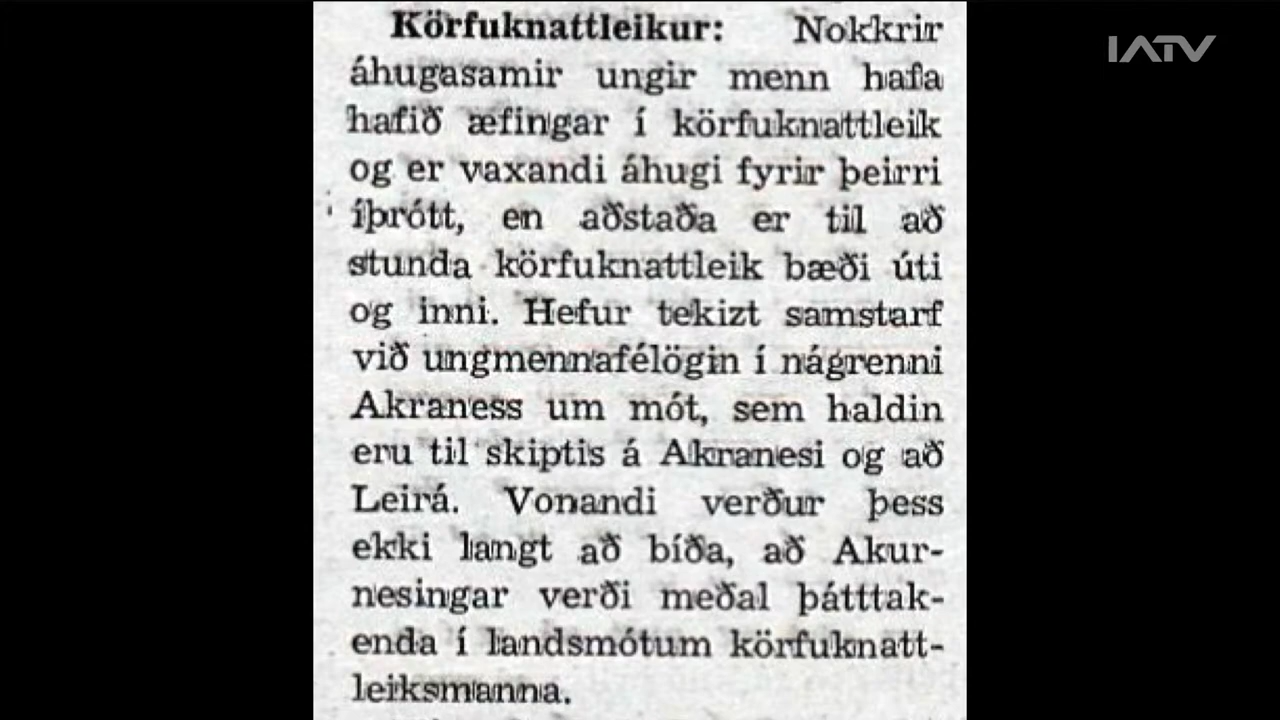 Körfuknattleikur: Nokkrir
áhugasamir ungir menn hafa
hafið æfingar í körfuknattleik
og er vaxandi áhugi fyrir þeirri
íþrótt, en aðstaða er til að
stunda körfuknattleik bæði úti
og inni. Hefur tekizt samstarf
við ungmennafélögin í nágrenni
Akraness um mót, sem haldin
eru til skiptis á Akranesi og að
Leirá. Vonandi verður þess
ekki langt að bíða, að Akur-
nesingar verði meðal þátttak-
enda í landsmótum körfuknatt-
leiksmanna.
IATV